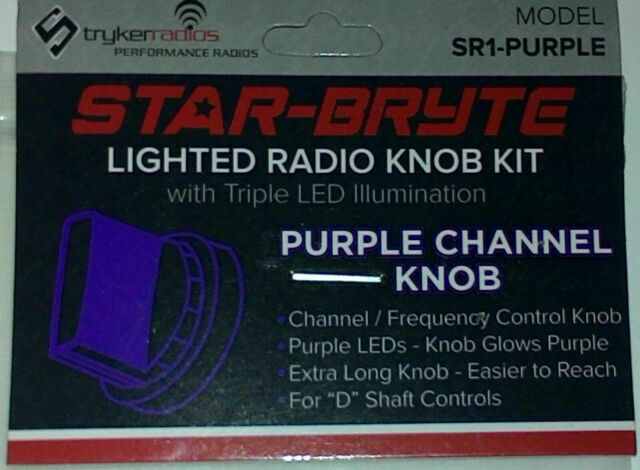 trykerradios
PERFORMANCE RADIOS
MODEL
SR1-PURPLE
STAR-BRYTE
LIGHTED RADIO KNOB KIT
with Triple LED Illumination
PURPLE CHANNEL
KNOB
Channel / Frequency Control Knob
Purple LEDs - Knob Glows Purple
Extra Long Knob - Easier to Reach
For “D” Shaft Controls